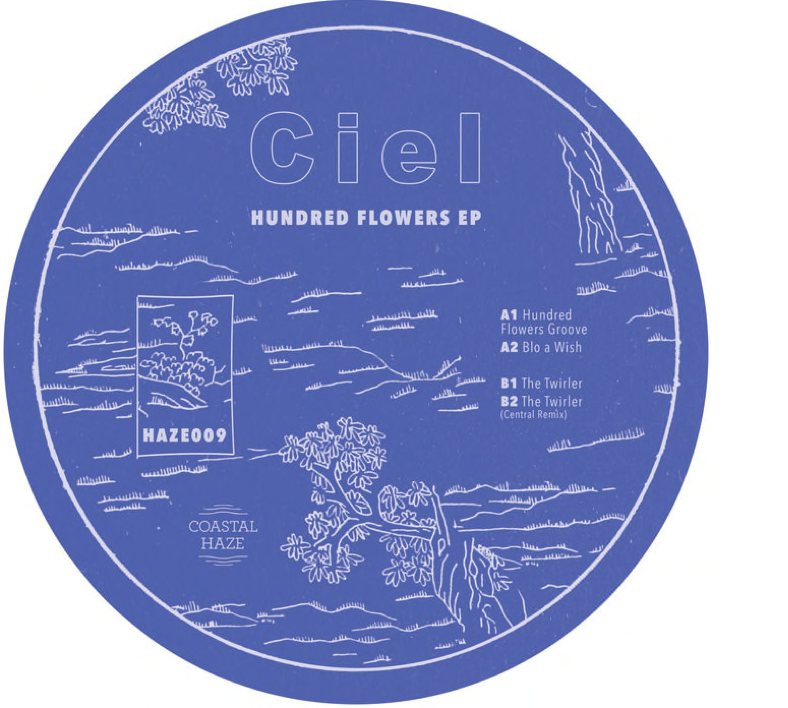 Ciel
HUNDRED FLOWERS EP
A1 Hundred
Flowers Groove
A2 Blo a Wish
B1 The Twirler
B2 The Twirler
(Central Remix)
HAZE009
COASTAL
HAZE